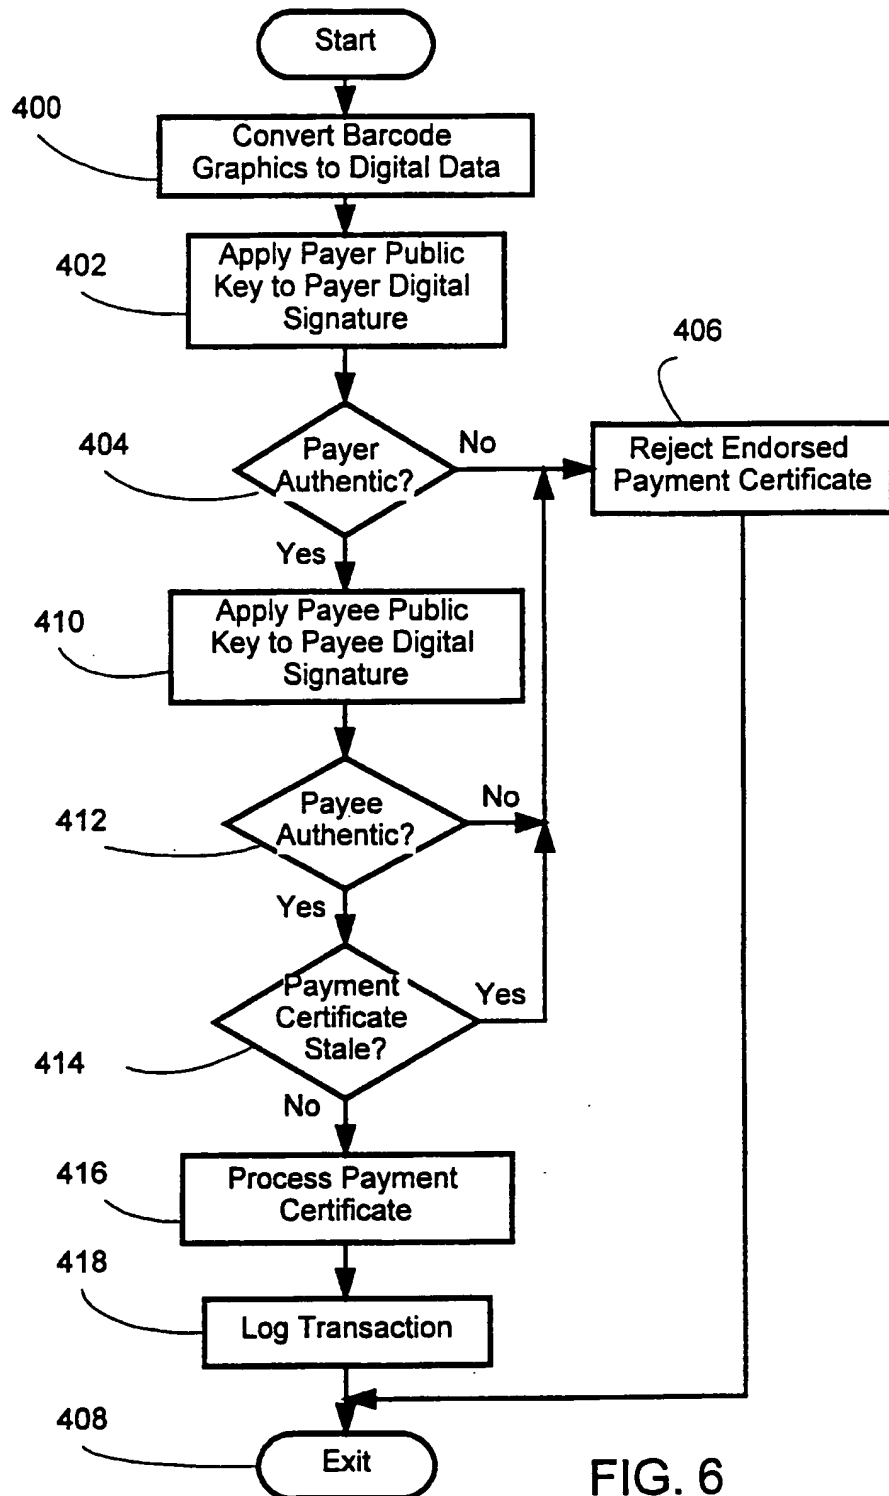 Start
400
Convert Barcode
Graphics to Digital Data
402
Apply Payer Public
Key to Payer Digital
Signature
406
404
Payer
Authentic?
No
Reject Endorsed
Payment Certificate
Yes
410
Apply Payee Public
Key to Payee Digital
Signature
412
Payee
Authentic?
No
Yes
Payment
Certificate
Stale?
Yes
414
No
416
Process Payment
Certificate
418
Log Transaction
408
Exit
FIG. 6